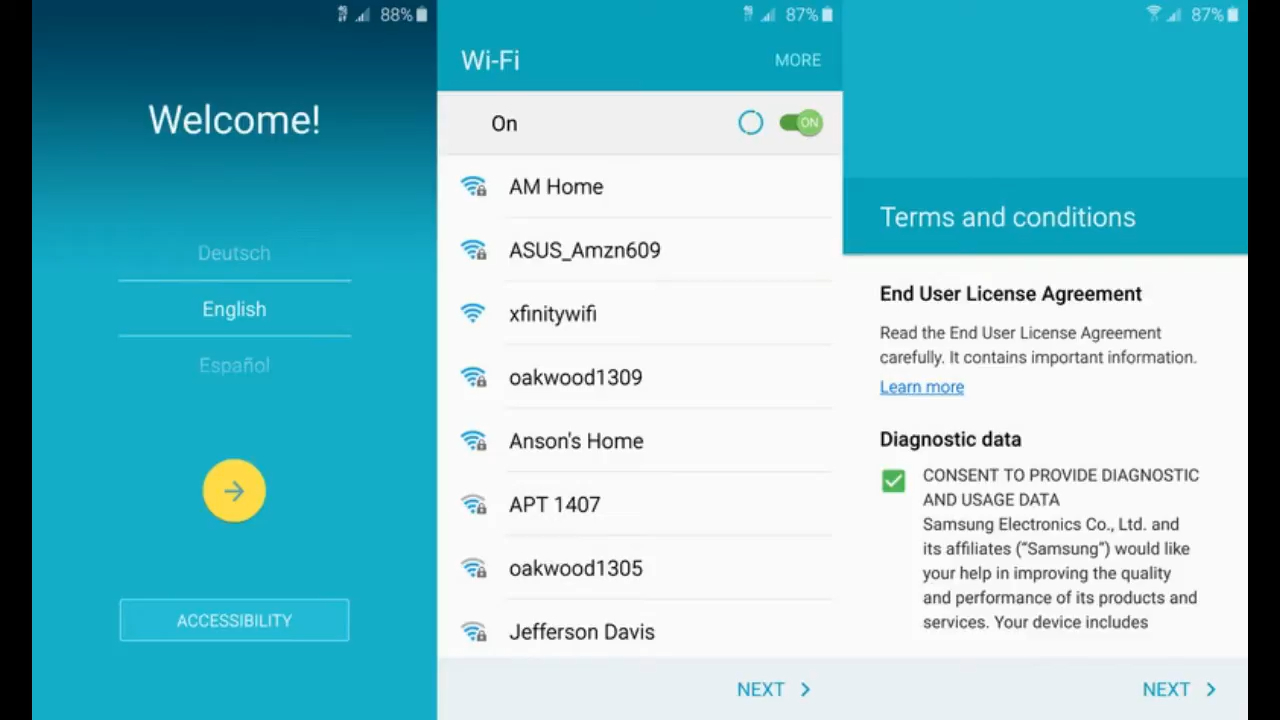 88%
Welcome!
Deutsch
English
Español
ACCESSIBILITY
87%
Wi-Fi
MORE
On
ON
AM Home
ASUS_Amzn609
xfinitywifi
oakwood1309
Anson's Home
APT 1407
oakwood1305
Jefferson Davis
NEXT
87%
Terms and conditions
End User License Agreement
Read the End User License Agreement
carefully. It contains important information.
Learn more
Diagnostic data
CONSENT TO PROVIDE DIAGNOSTIC
AND USAGE DATA
Samsung Electronics Co., Ltd. and
its affiliates (“Samsung”) would like
your help in improving the quality
and performance of its products and
services. Your device includes
NEXT